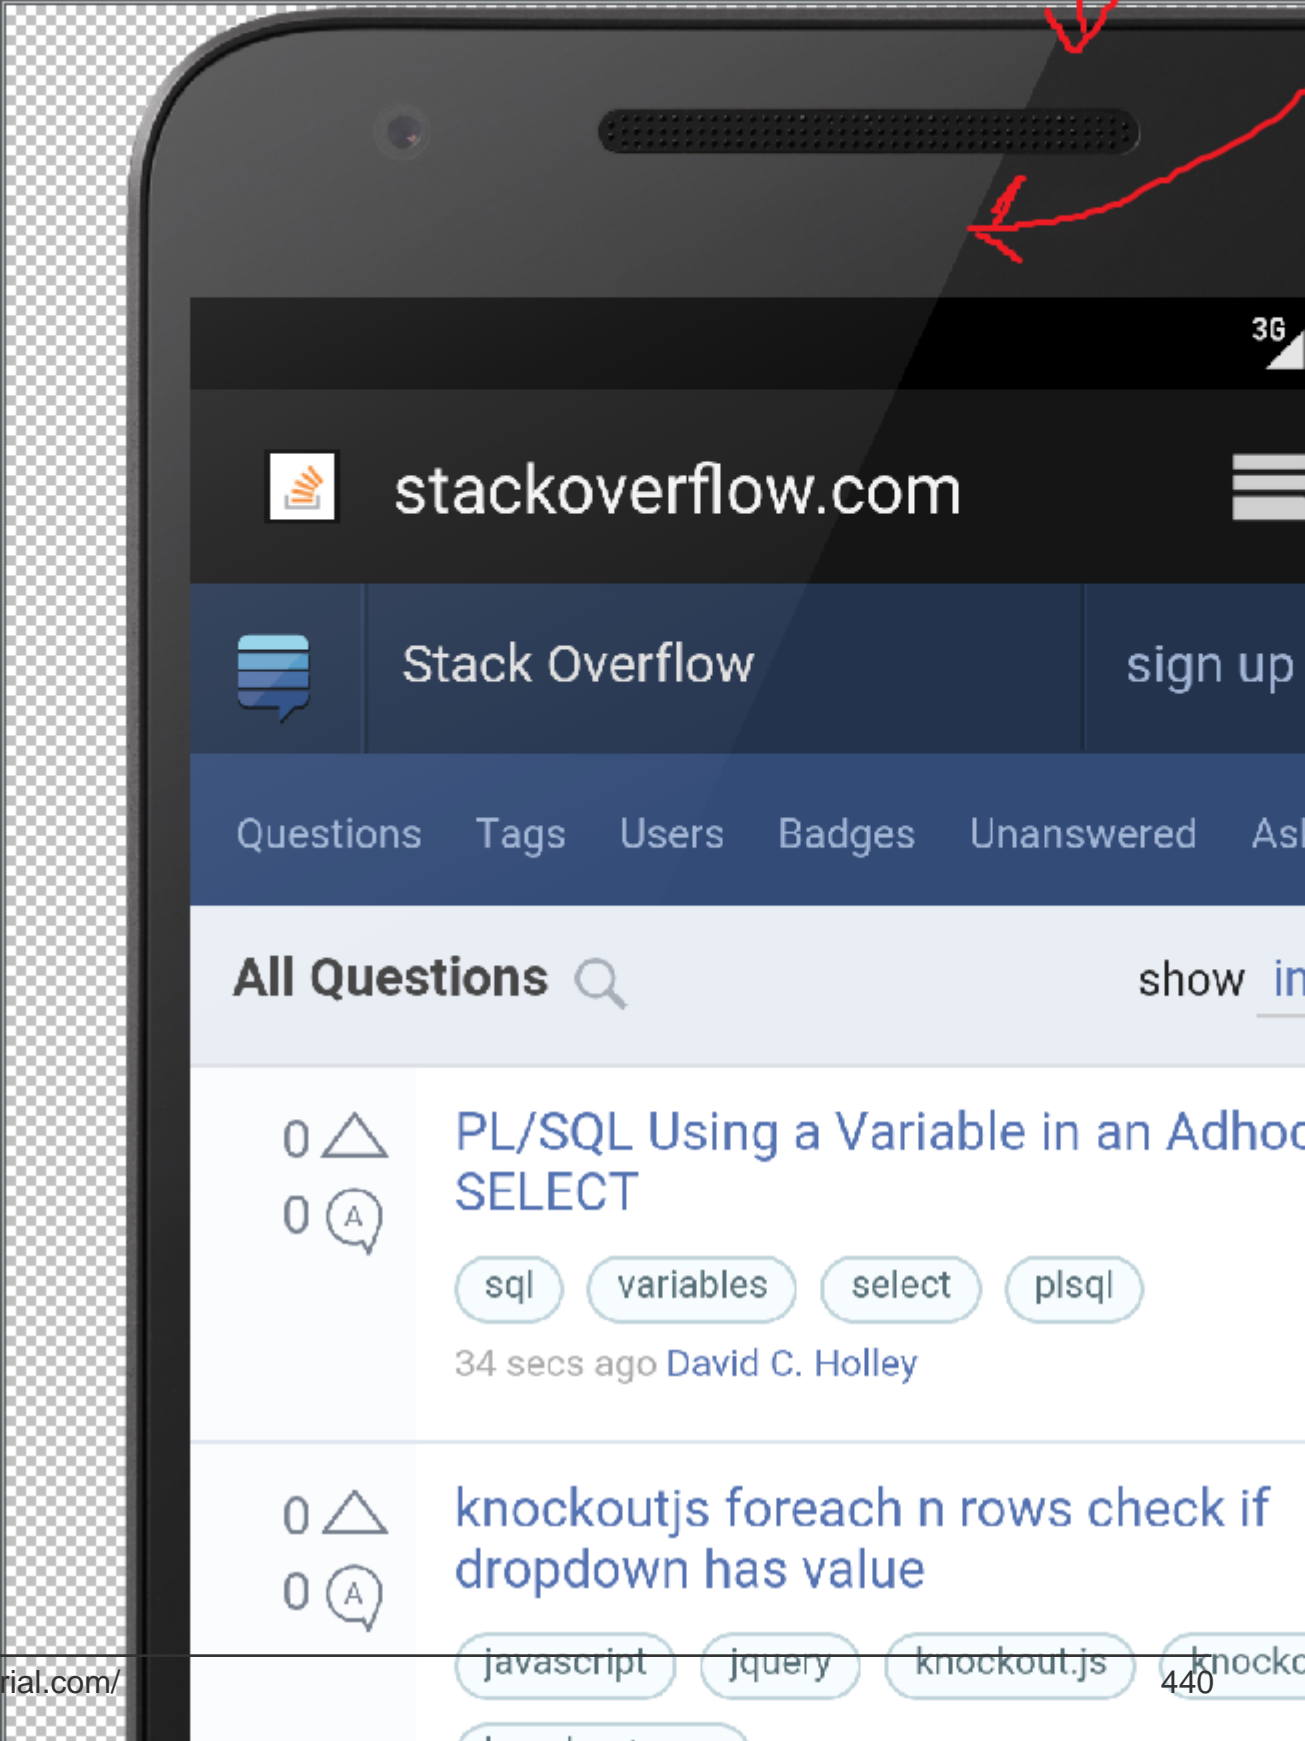 3G
stackoverflow.com
Stack Overflow
sign up
Questions Tags Users Badges Unanswered
All Questions
show
0
PL/SQL Using a Variable in an
SELECT
0 A
sql variables select plsql
34 secs ago David C. Holley
0
knockoutjs foreach n rows check if
dropdown has value
0 A
javascript jquery knockout.js
rial.com/
440